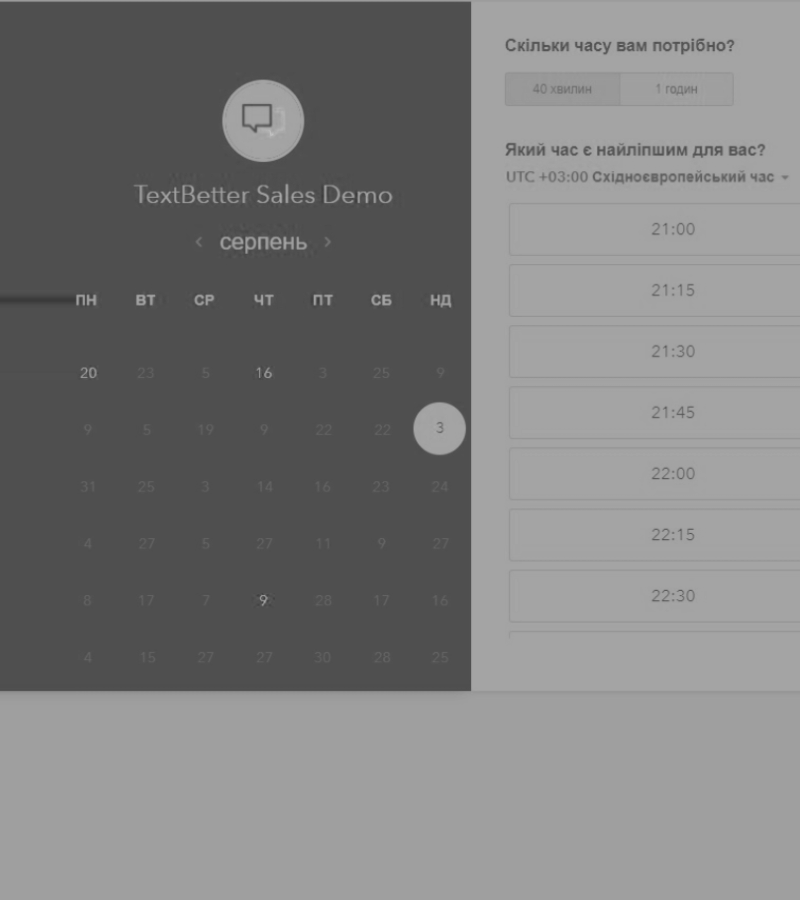 TextBetter Sales Demo
‹ серпень ›
ПН ВТ СР ЧТ ПТ СБ НД
20 23 5 16 3 25 9
9 5 19 9 22 22 3
31 25 3 14 16 23 24
4 27 5 27 11 9 27
8 17 7 9 28 17 16
4 15 27 27 30 28 25
Скільки часу вам потрібно?
40 хвилин 1 годин
Який час є найліпшим для вас?
UTC +03:00 Східноєвропейський час
21:00
21:15
21:30
21:45
22:00
22:15
22:30